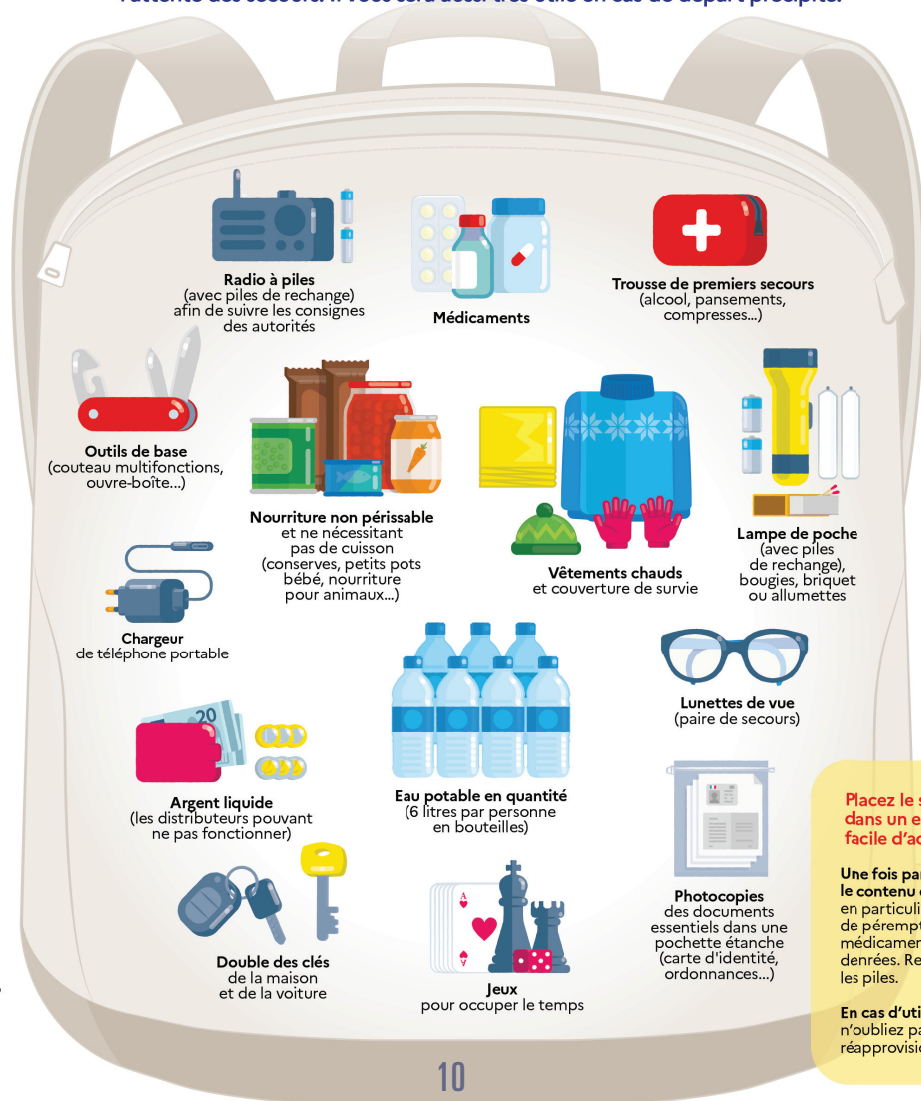 l'attente des secours. Il vous sera aussi très utile en cas de départ précipité.
Radio à piles
(avec piles de rechange)
afin de suivre les consignes
des autorités
Médicaments
Trousse de premiers secours
(alcool, pansements,
compresses...)
Outils de base
(couteau multifonctions,
ouvre-boîte...)
Nourriture non périssable
et ne nécessitant
pas de cuisson
(conserves, petits pots
bébé, nourriture
pour animaux...)
Vêtements chauds
et couverture de survie
Lampe de poche
(avec piles
de rechange),
bougies, briquet
ou allumettes
Chargeur
de téléphone portable
Lunettes de vue
(paire de secours)
20
Argent liquide
(les distributeurs pouvant
ne pas fonctionner)
Eau potable en quantité
(6 litres par personne
en bouteilles)
Photocopies
des documents
essentiels dans une
pochette étanche
(carte d'identité,
ordonnances...)
Double des clés
de la maison
et de la voiture
A
A
Jeux
pour occuper le temps
Placez le s
dans un e
facile d'ac
Une fois par
le contenu
en particuli
de pérempt
médicamen
denrées. Re
les piles.
En cas d'uti
n'oubliez pa
réapprovisio
10